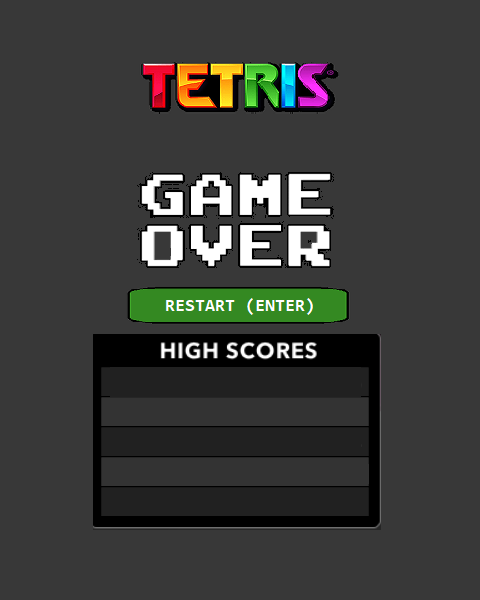 TETRIS
GAME
OVER
RESTART (ENTER)
HIGH SCORES